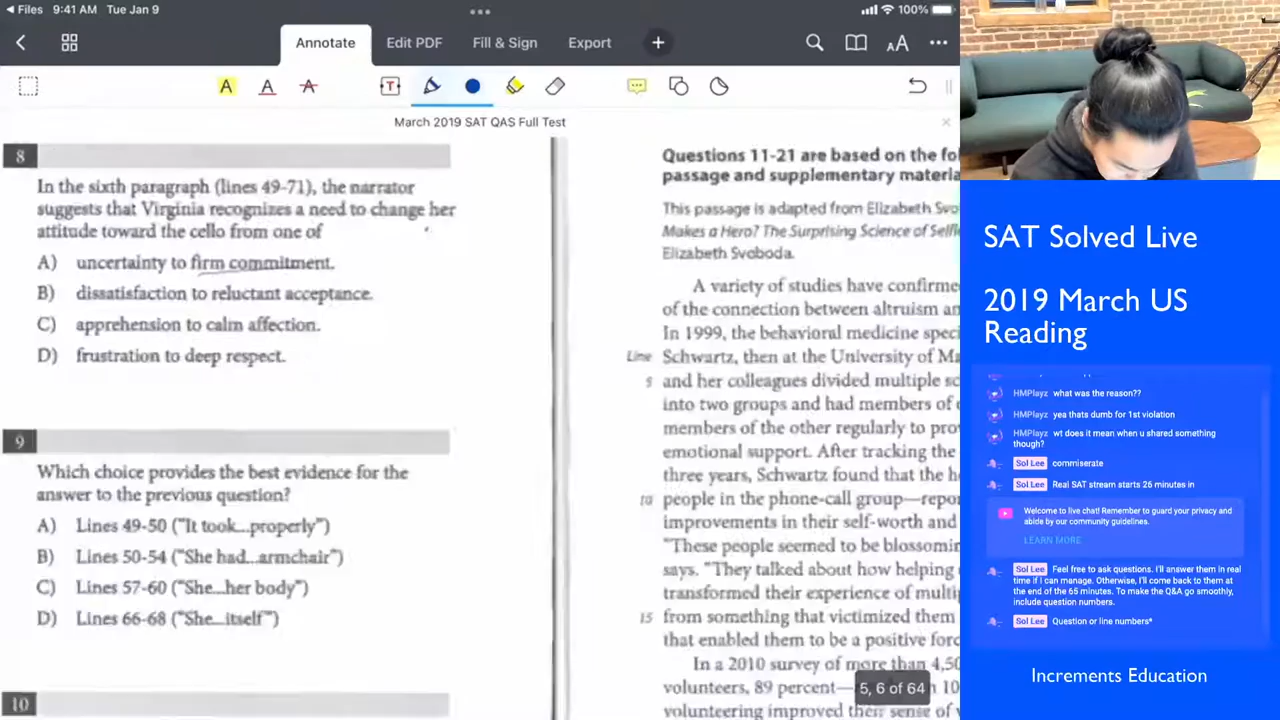 Files 9:41 AM Tue Jan 9
100%
Annotate Edit PDF Fill & Sign Export
March 2019 SAT QAS Full Test
8
In the sixth paragraph (lines 49-71), the narrator
suggests that Virginia recognizes a need to change her
attitude toward the cello from one of
A) uncertainty to firm commitment.
B) dissatisfaction to reluctant acceptance.
C) apprehension to calm affection.
D) frustration to deep respect.
9
Which choice provides the best evidence for the
answer to the previous question?
A) Lines 49-50 ("It took...properly")
B) Lines 50-54 ("She had...armchair")
C) Lines 57-60 ("She...her body")
D) Lines 66-68 ("She...itself")
10
Questions 11-21 are based on the fo
passage and supplementary materia
This passage is adapted from Elizabeth Svo
Makes a Hero? The Surprising Science of Selfle
Elizabeth Svoboda.
A variety of studies have confirme
of the connection between altruism an
In 1999, the behavioral medicine speci
Line Schwartz, then at the University of Ma
5 and her colleagues divided multiple sc
into two groups and had members of
members of the other regularly to pro
emotional support. After tracking the
three years, Schwartz found that the h
10 people in the phone-call group—repor
improvements in their self-worth and
"These people seemed to be blossomin
says. "They talked about how helping
transformed their experience of multi
15 from something that victimized them
that enabled them to be a positive forc
In a 2010 survey of more than 4,50
volunteers, 89 percent— 10
volunteering improved their sense of
5, 6 of 64
SAT Solved Live
2019 March US
Reading
HMPlayz what was the reason??
HMPlayz yea thats dumb for 1st violation
HMPlayz wt does it mean when u shared something
though?
Sol Lee commiserate
Sol Lee Real SAT stream starts 25 minutes in
Welcome to live chat! Remember to guard your privacy and
abide by our community guidelines.
LEARN MORE
Sol Lee Feel free to ask questions. I'll answer them in real
time if I can manage. Otherwise, I'll come back to them at
the end of the 65 minutes. To make the Q&A go smoothly,
include question numbers.
Sol Lee Question or line numbers*
Increments Education